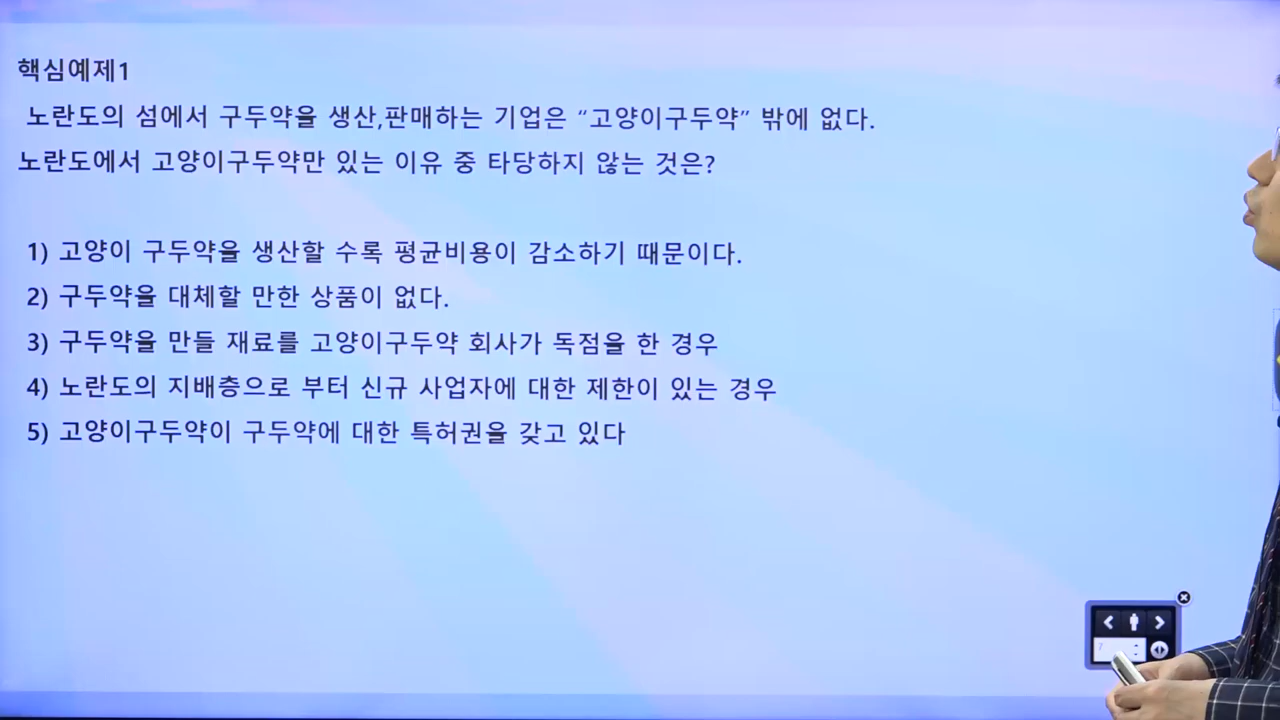 핵심예제1
노란도의 섬에서 구두약을 생산,판매하는 기업은 “고양이구두약” 밖에 없다.
노란도에서 고양이구두약만 있는 이유 중 타당하지 않는 것은?
1) 고양이 구두약을 생산할 수록 평균비용이 감소하기 때문이다.
2) 구두약을 대체할 만한 상품이 없다.
3) 구두약을 만들 재료를 고양이구두약 회사가 독점을 한 경우
4) 노란도의 지배층으로 부터 신규 사업자에 대한 제한이 있는 경우
5) 고양이구두약이 구두약에 대한 특허권을 갖고 있다